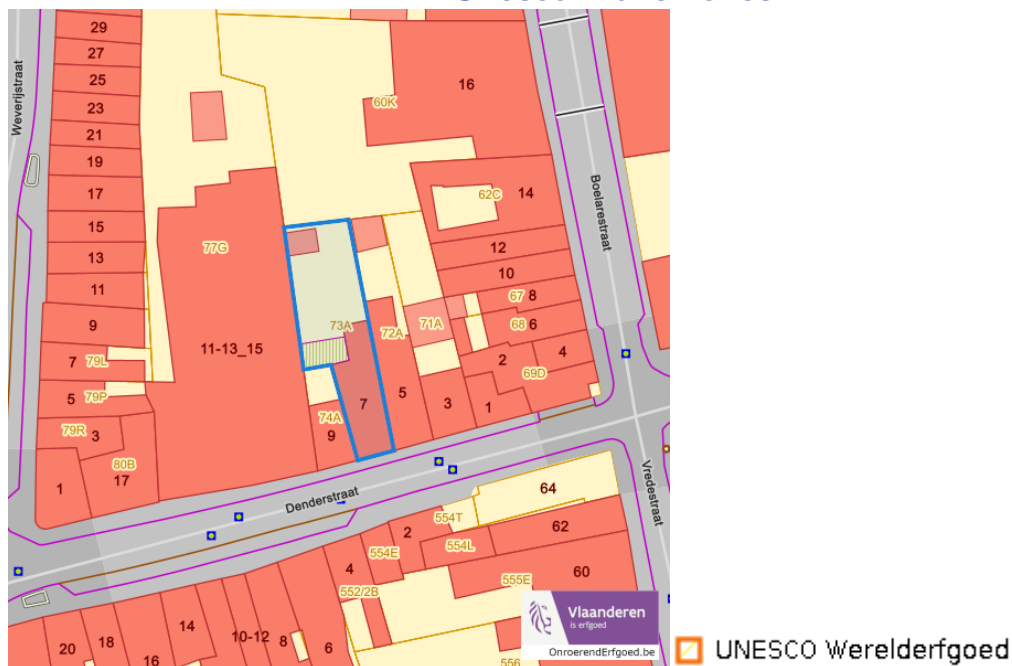 29
27
25
23
21
19
17
15
13
11
9
7
79L
5
79P
79R
3
80B
17
1
Weverijstraat
60K
16
62C
14
Boelarestraat
12
10
67
8
68
6
2
4
69D
77G
11-13_15
73A
72A
71A
5
3
1
74A
7
9
Denderstraat
Vredestraat
64
554T
62
2
554E
554L
4
552/2B
555E
60
14
10-12
8
6
20
18
16
556
Vlaanderen
is erfgoed
OnroerendErfgoed.be
UNESCO Werelderfgoed